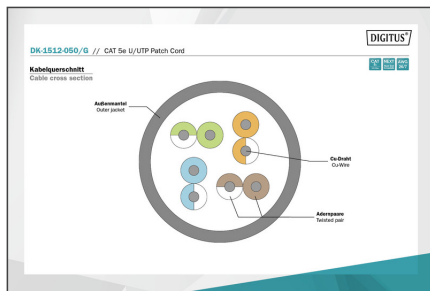 DIGITUS®
DK-1512-050/G // CAT 5e U/UTP Patch Cord
Kabelquerschnitt
Cable cross section
Außenmantel
Outer jacket
Cu-Draht
Cu-Wire
Adernpaare
Twisted pair